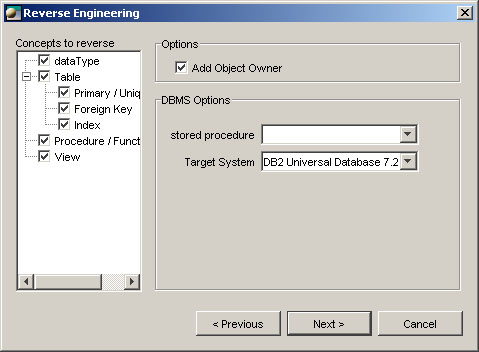 Reverse Engineering
Concepts to reverse
dataType
Table
Primary / Uniq
Foreign Key
Index
Procedure / Funct
View
Options
Add Object Owner
DBMS Options
stored procedure
Target System DB2 Universal Database 7.2
< Previous Next > Cancel